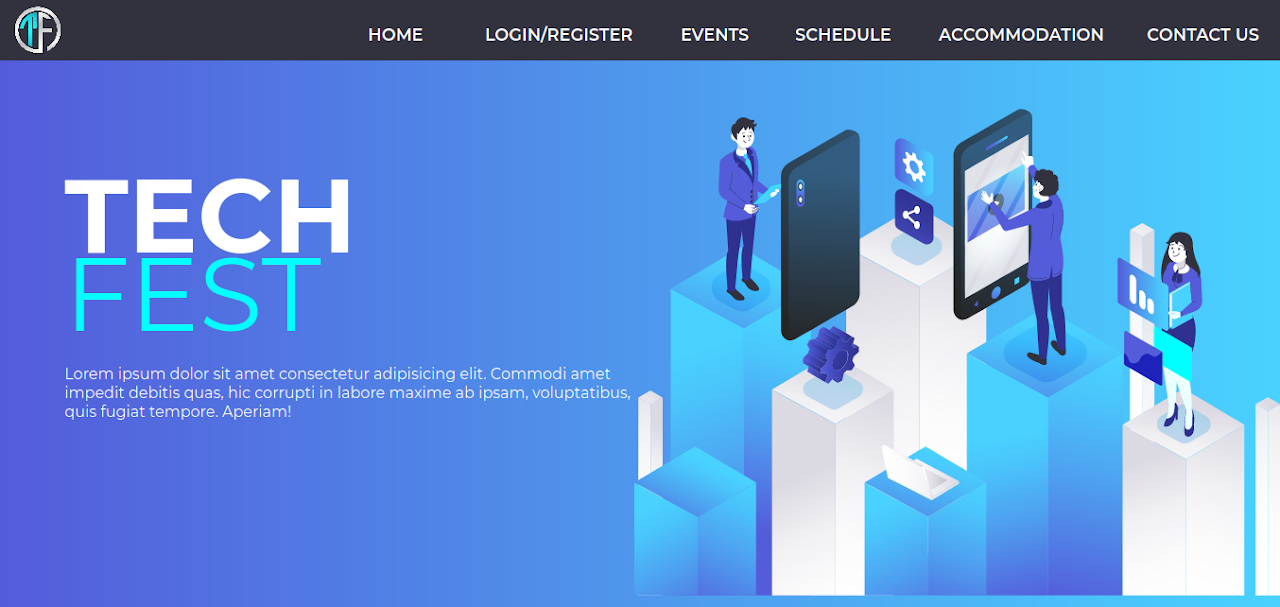 TF
HOME LOGIN/REGISTER EVENTS SCHEDULE ACCOMMODATION CONTACT US
TECH
FEST
Lorem ipsum dolor sit amet consectetur adipisicing elit. Commodi amet
impedit debitis quas, hic corrupti in labore maxime ab ipsam, voluptatibus,
quis fugiat tempore. Aperiam!